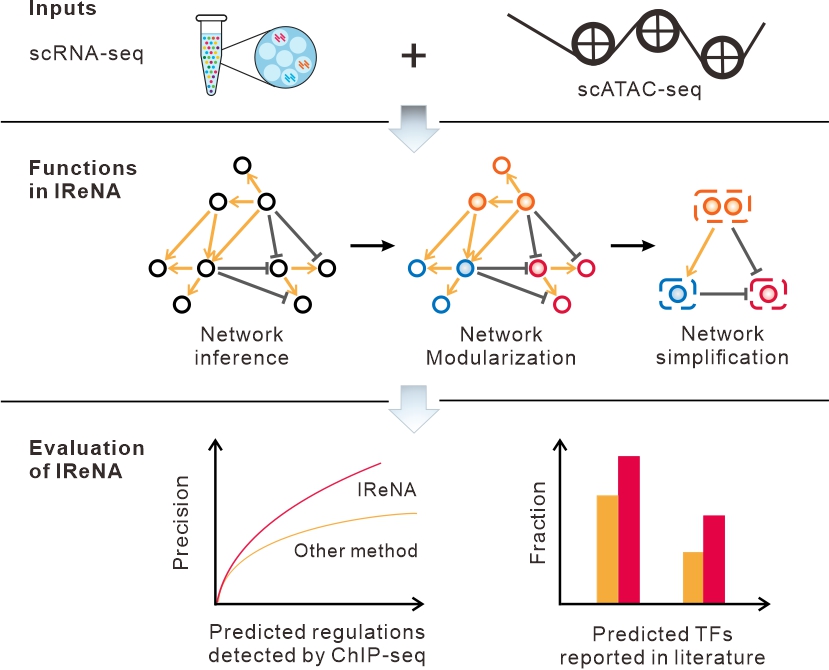 Inputs
scRNA-seq
+
scATAC-seq
Functions
in IReNA
Network
inference
Network
Modularization
Network
simplification
Evaluation
of IReNA
Precision
IReNA
Other method
Predicted regulations
detected by ChIP-seq
Fraction
Predicted TFs
reported in literature